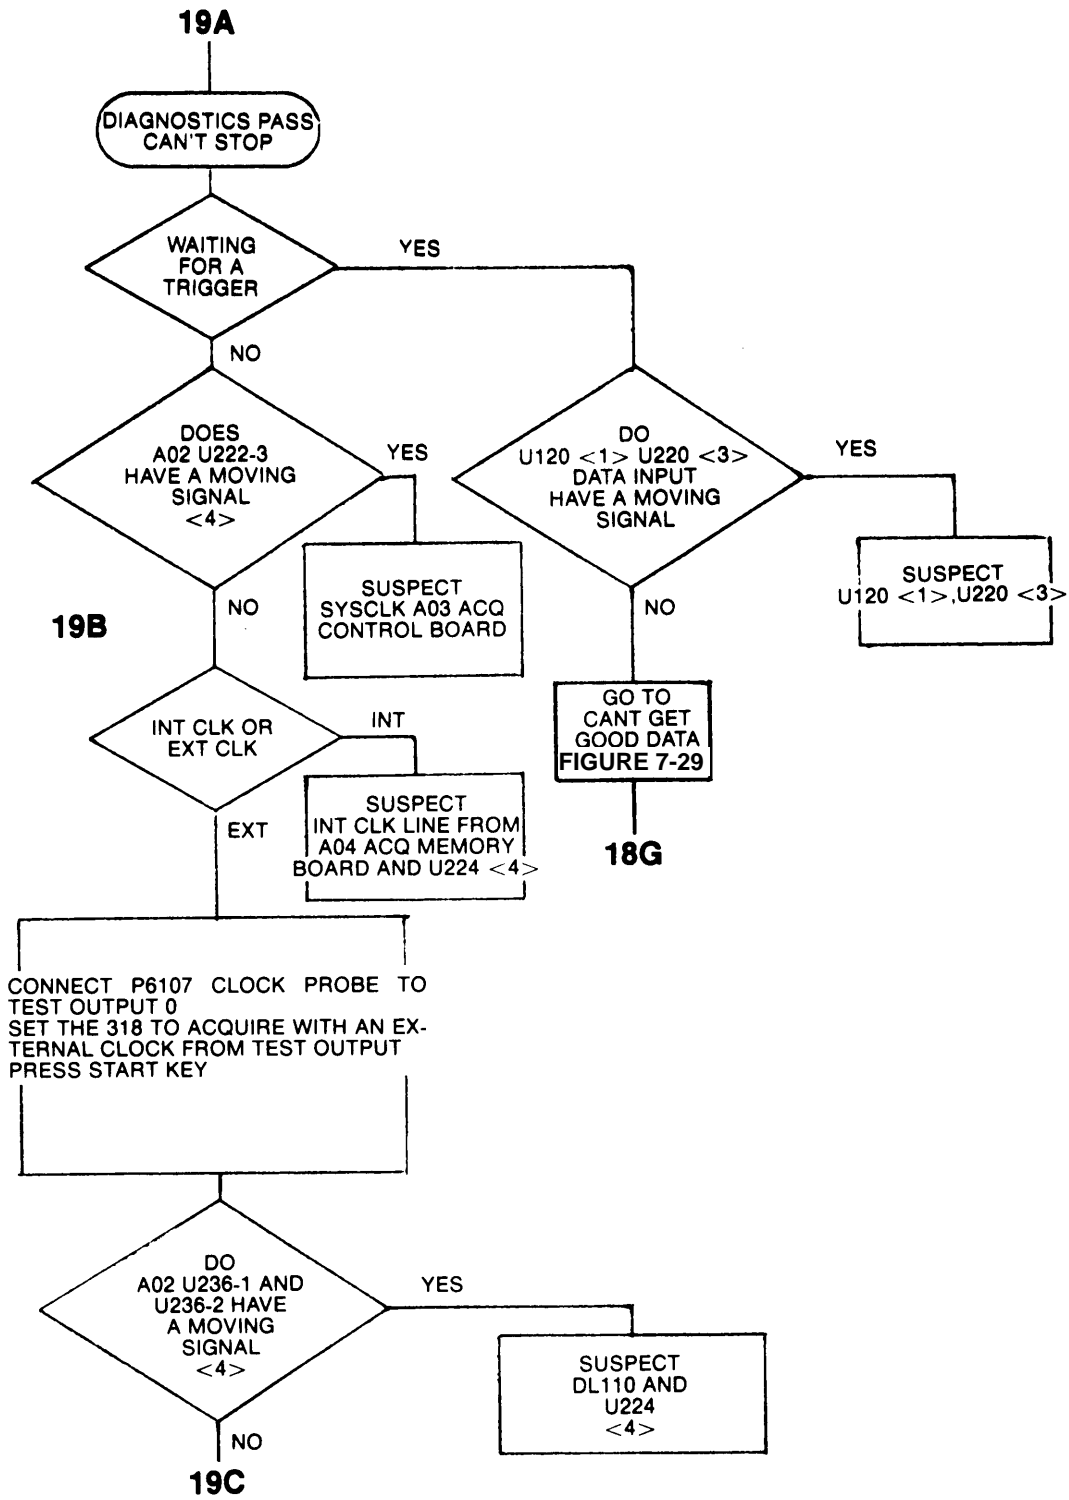 19A
DIAGNOSTICS PASS
CAN'T STOP
WAITING
FOR A
TRIGGER
YES
NO
DOES
A02 U222-3
HAVE A MOVING
SIGNAL
<4>
YES
DO
U120 <1> U220 <3>
DATA INPUT
HAVE A MOVING
SIGNAL
YES
SUSPECT
SYSCLK A03 ACQ
CONTROL BOARD
SUSPECT
U120 <1>,U220 <3>
NO
19B
NO
GO TO
CANT GET
GOOD DATA
FIGURE 7-29
18G
INT CLK OR
EXT CLK
INT
SUSPECT
INT CLK LINE FROM
A04 ACQ MEMORY
BOARD AND U224 <4>
EXT
CONNECT P6107 CLOCK PROBE TO
TEST OUTPUT 0
SET THE 318 TO ACQUIRE WITH AN EX-
TERNAL CLOCK FROM TEST OUTPUT
PRESS START KEY
DO
A02 U236-1 AND
U236-2 HAVE
A MOVING
SIGNAL
<4>
YES
SUSPECT
DL110 AND
U224
<4>
NO
19C